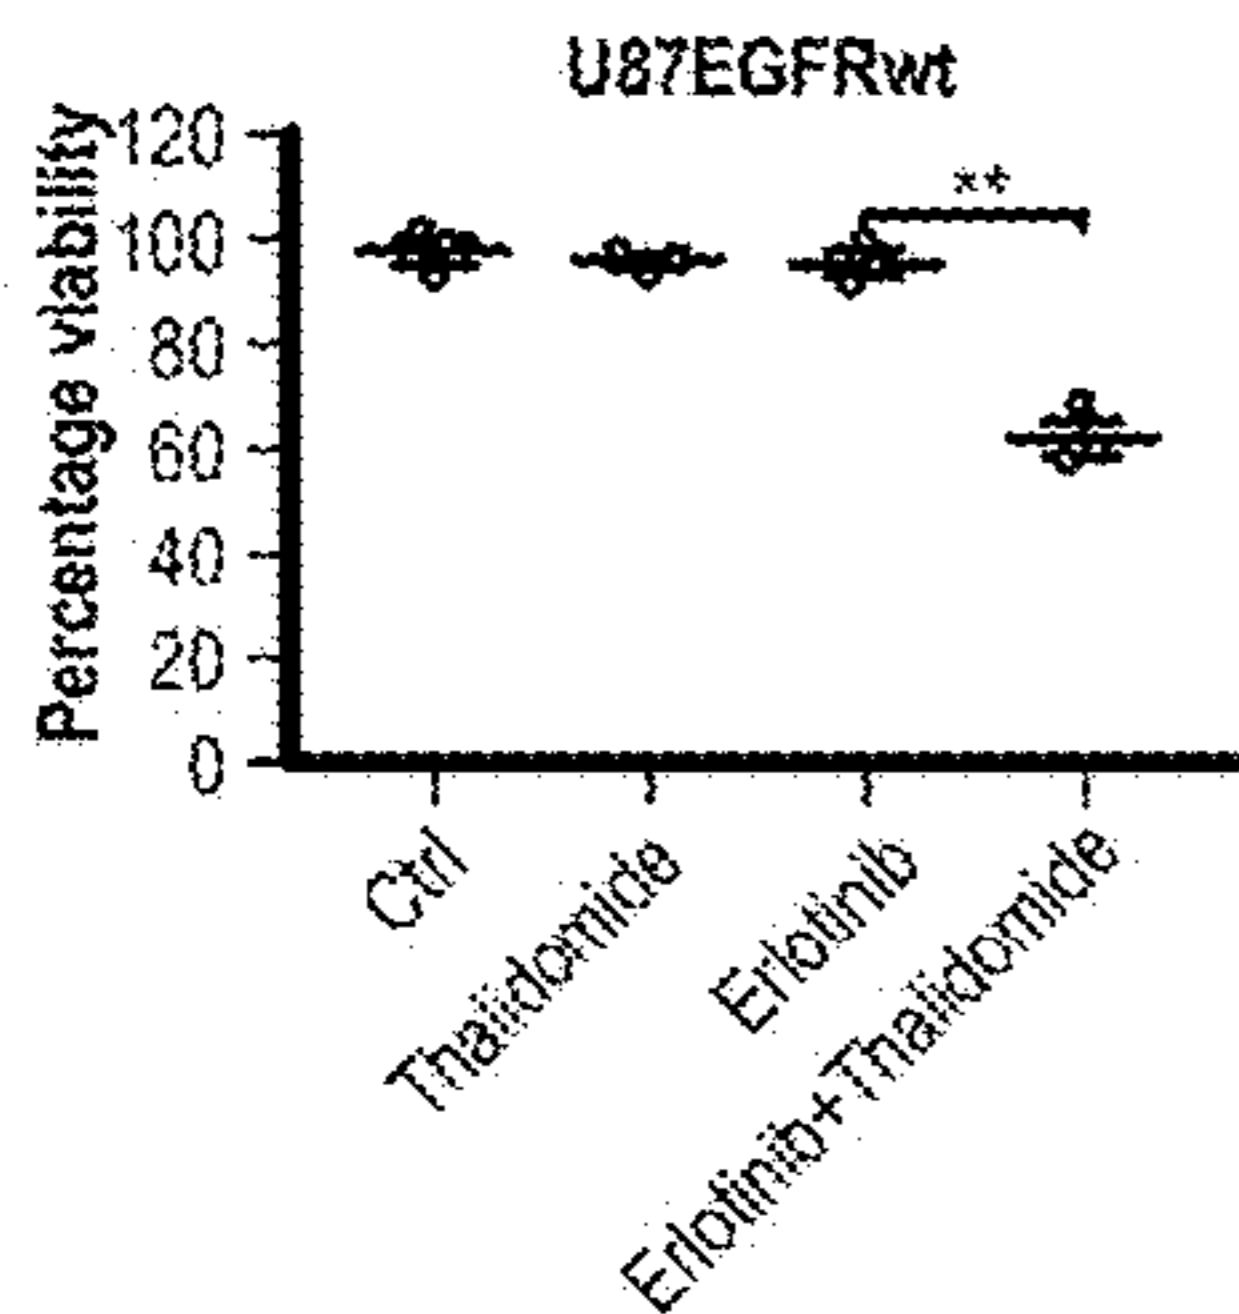 U87EGFRwt
Percentage viability
120
100
80
60
40
20
0
**
Ctrl
Thalidomide
Erlotinib
Erlotinib+Thalidomide